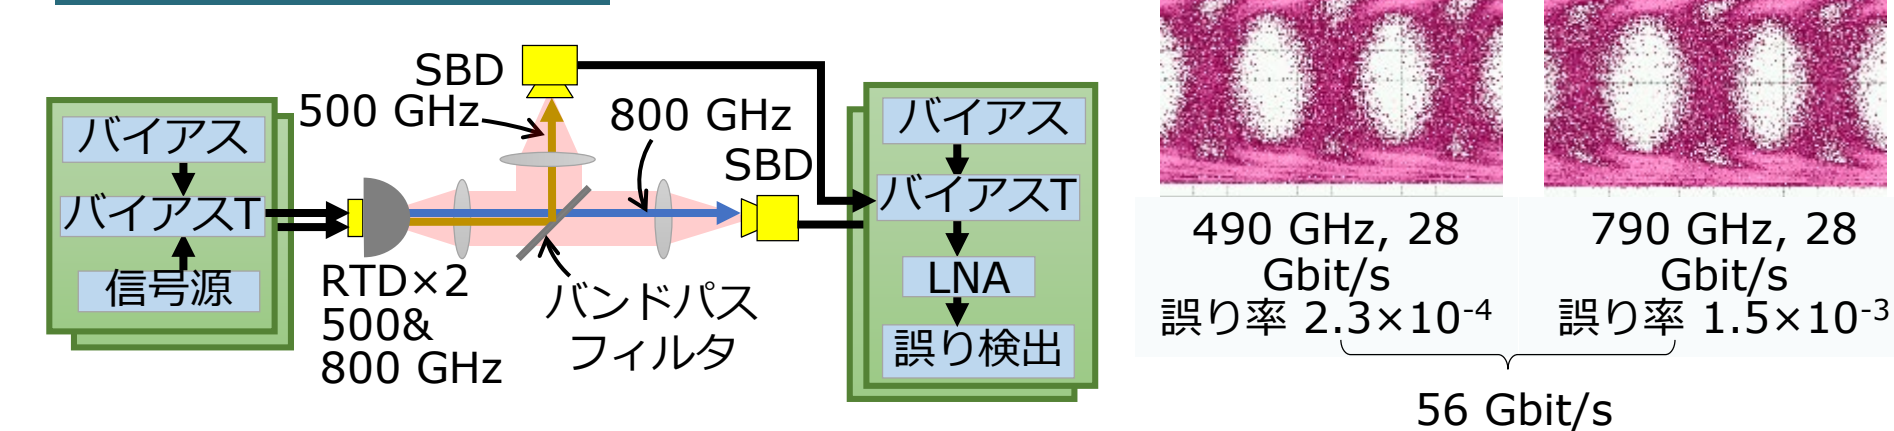 バイアス
バイアスT
信号源
SBD
500 GHz
800 GHz
SBD
RTD×2
500&
800 GHz
バンドパス
フィルタ
バイアス
バイアスT
LNA
誤り検出
490 GHz, 28
Gbit/s
誤り率 2.3×10⁻⁴
790 GHz, 28
Gbit/s
誤り率 1.5×10⁻³
56 Gbit/s